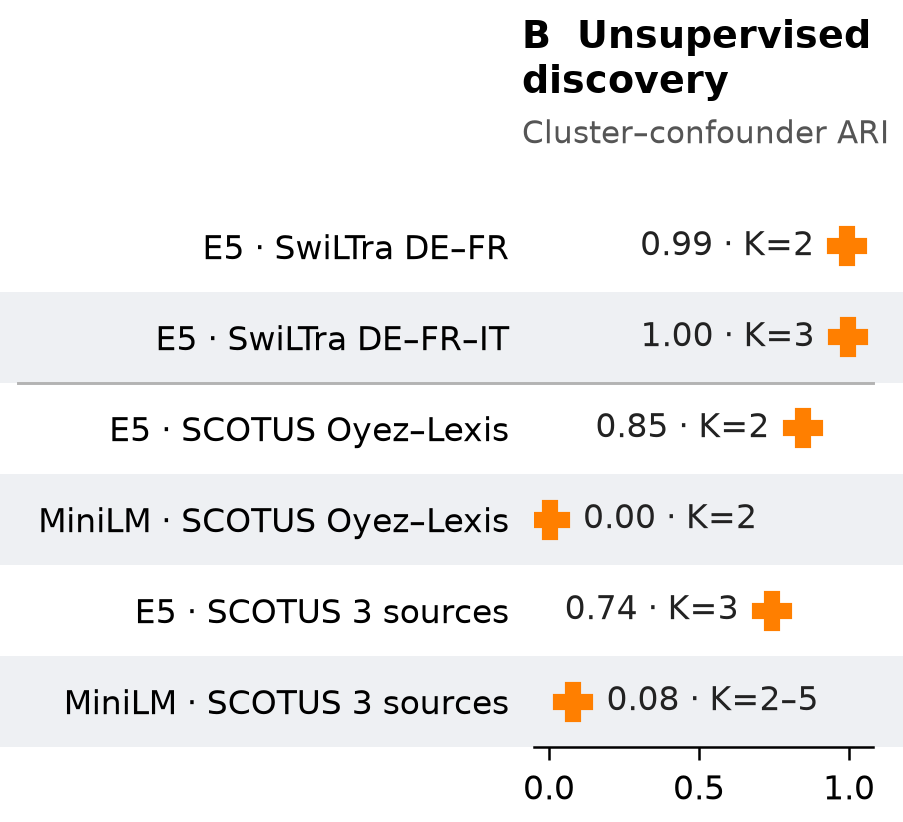 B  Unsupervised
discovery
Cluster–confounder ARI
E5 · SwiLTra DE–FR 0.99 · K=2
E5 · SwiLTra DE–FR–IT 1.00 · K=3
E5 · SCOTUS Oyez–Lexis 0.85 · K=2
MiniLM · SCOTUS Oyez–Lexis 0.00 · K=2
E5 · SCOTUS 3 sources 0.74 · K=3
MiniLM · SCOTUS 3 sources 0.08 · K=2–5
0.0 0.5 1.0